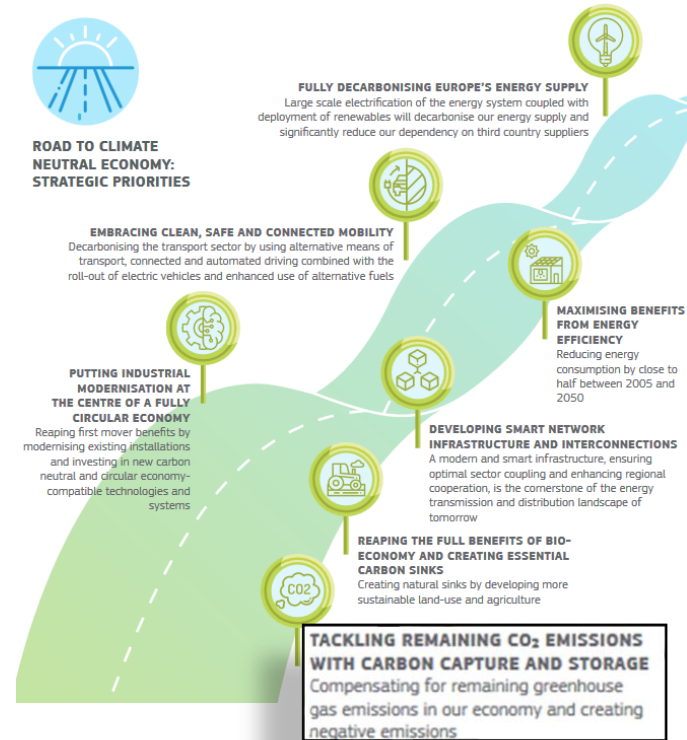 ROAD TO CLIMATE
NEUTRAL ECONOMY:
STRATEGIC PRIORITIES
FULLY DECARBONISING EUROPE'S ENERGY SUPPLY
Large scale electrification of the energy system coupled with
deployment of renewables will decarbonise our energy supply and
significantly reduce our dependency on third country suppliers
EMBRACING CLEAN, SAFE AND CONNECTED MOBILITY
Decarbonising the transport sector by using alternative means of
transport, connected and automated driving combined with the
roll-out of electric vehicles and enhanced use of alternative fuels
MAXIMISING BENEFITS
FROM ENERGY
EFFICIENCY
Reducing energy
consumption by close to
half between 2005 and
2050
PUTTING INDUSTRIAL
MODERNISATION AT
THE CENTRE OF A FULLY
CIRCULAR ECONOMY
Reaping first mover benefits by
modernising existing installations
and investing in new carbon
neutral and circular economy-
compatible technologies and
systems
DEVELOPING SMART NETWORK
INFRASTRUCTURE AND INTERCONNECTIONS
A modern and smart infrastructure, ensuring
optimal sector coupling and enhancing regional
cooperation, is the cornerstone of the energy
transmission and distribution landscape of
tomorrow
REAPING THE FULL BENEFITS OF BIO-
ECONOMY AND CREATING ESSENTIAL
CARBON SINKS
Creating natural sinks by developing more
sustainable land-use and agriculture
CO2
TACKLING REMAINING CO₂ EMISSIONS
WITH CARBON CAPTURE AND STORAGE
Compensating for remaining greenhouse
gas emissions in our economy and creating
negative emissions